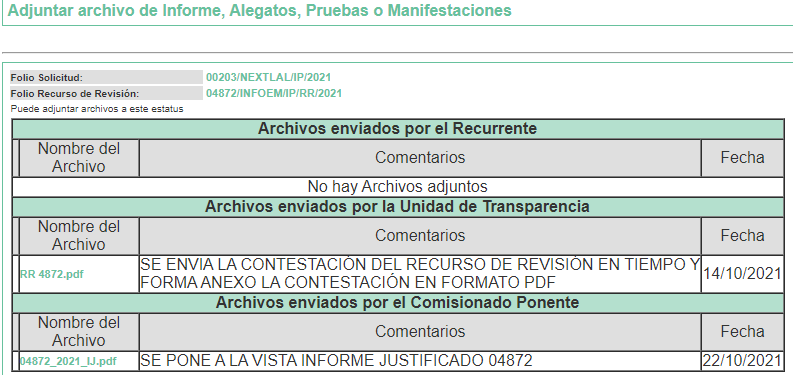 Adjuntar archivo de Informe, Alegatos, Pruebas o Manifestaciones
Folio Solicitud: 00203/NEXTLAL/IP/2021
Folio Recurso de Revisión: 04872/INFOEM/IP/RR/2021
Puede adjuntar archivos a este estatus
Archivos enviados por el Recurrente
Nombre del Archivo Comentarios Fecha
No hay Archivos adjuntos
Archivos enviados por la Unidad de Transparencia
Nombre del Archivo Comentarios Fecha
RR 4872.pdf SE ENVIA LA CONTESTACIÓN DEL RECURSO DE REVISIÓN EN TIEMPO Y 14/10/2021
FORMA ANEXO LA CONTESTACIÓN EN FORMATO PDF
Archivos enviados por el Comisionado Ponente
Nombre del Archivo Comentarios Fecha
04872_2021_IJ.pdf SE PONE A LA VISTA INFORME JUSTIFICADO 04872 22/10/2021